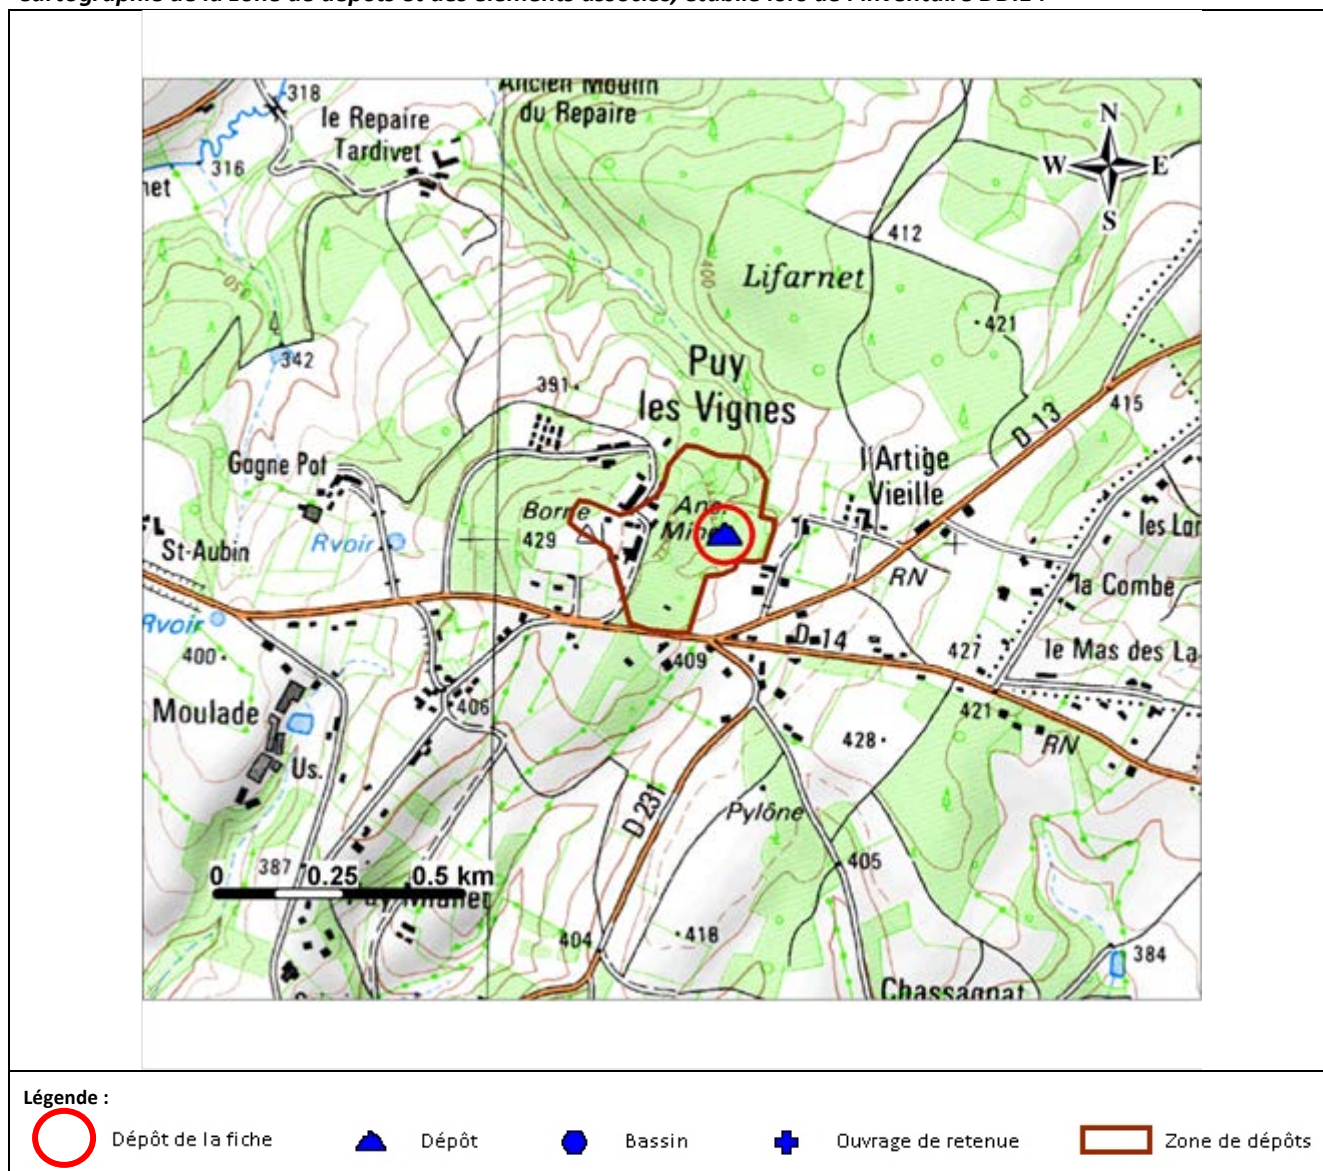 Ancien Moulin
du Repaire
318
le Repaire
Tardivet
316
N
W
E
S
412
Lifarnet
400
350
421
342
Puy
les Vignes
391
415
D 13
Gagne Pot
l'Artige
Vieille
Borne
429
Anc.
St-Aubin
Rvoir
les Lan
RN
la Combe
Rvoir
400
D 14
427
le Mas des La
409
Moulade
406
421
428
RN
Us.
D 231
Pylône
387
405
0
0.25
0.5 km
404
418
384
Chassagnat
Légende :
Dépôt de la fiche
Dépôt
Bassin
Ouvrage de retenue
Zone de dépôts